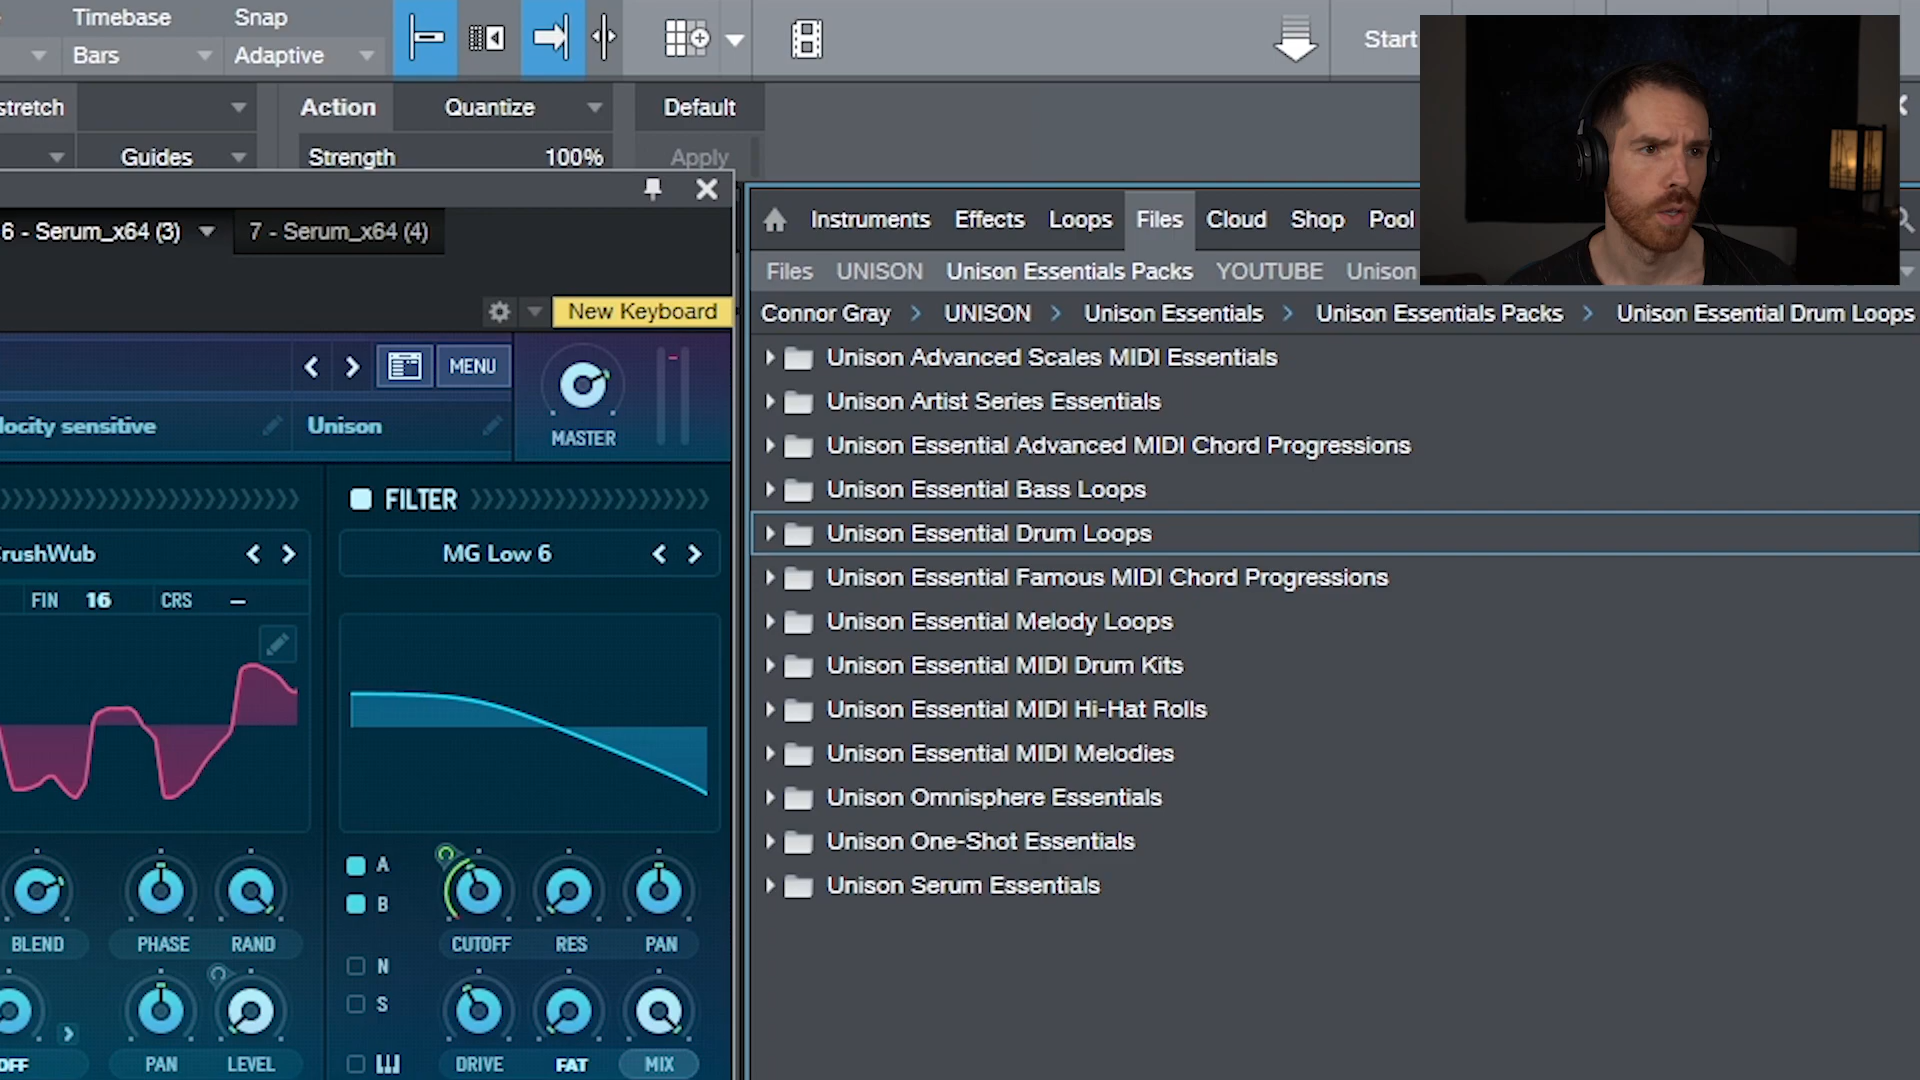 Timebase Snap
Bars Adaptive
Start
stretch Action Quantize Default
Guides Strength 100% Apply
6 - Serum_x64 (3) 7 - Serum_x64 (4)
Instruments Effects Loops Files Cloud Shop Pool
Files UNISON Unison Essentials Packs YOUTUBE Unison
New Keyboard
Connor Gray > UNISON > Unison Essentials > Unison Essentials Packs > Unison Essential Drum Loops
MENU
MASTER
locity sensitive Unison
FILTER
rushWub MG Low 6
FIN 16 CRS –
A
B
N
S
BLEND PHASE RAND CUTOFF RES PAN
OFF PAN LEVEL DRIVE FAT MIX
Unison Advanced Scales MIDI Essentials
Unison Artist Series Essentials
Unison Essential Advanced MIDI Chord Progressions
Unison Essential Bass Loops
Unison Essential Drum Loops
Unison Essential Famous MIDI Chord Progressions
Unison Essential Melody Loops
Unison Essential MIDI Drum Kits
Unison Essential MIDI Hi-Hat Rolls
Unison Essential MIDI Melodies
Unison Omnisphere Essentials
Unison One-Shot Essentials
Unison Serum Essentials